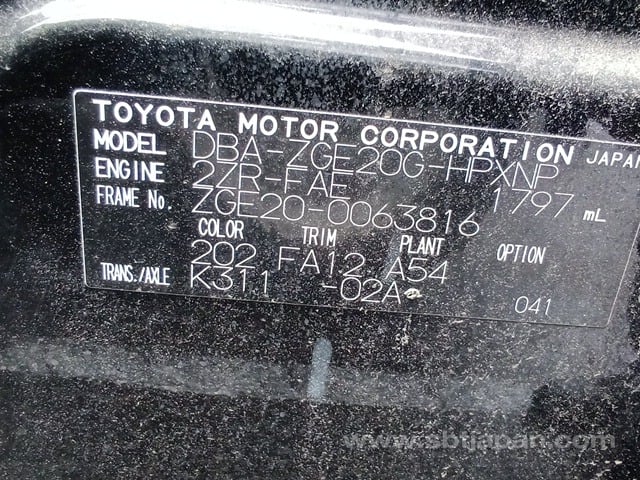 TOYOTA MOTOR CORPORATION JAPAN
MODEL DBA-ZGE20G-HPXNP
ENGINE 2ZR-FAE 1797 mL
FRAME No. ZGE20-0063816
COLOR TRIM PLANT OPTION
202 FA12 A54
TRANS./AXLE K311 -02A 041
www.sbtjapan.com